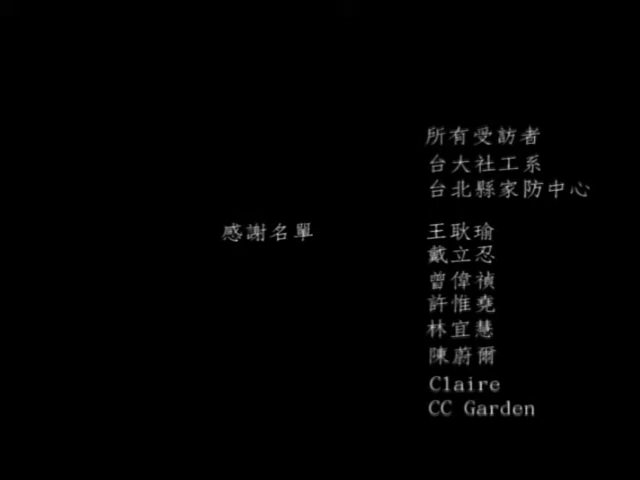 所有受訪者
台大社工系
台北縣家防中心
感謝名單
王耿瑜
戴立忍
曾偉禎
許惟堯
林宜慧
陳蔚爾
Claire
CC Garden